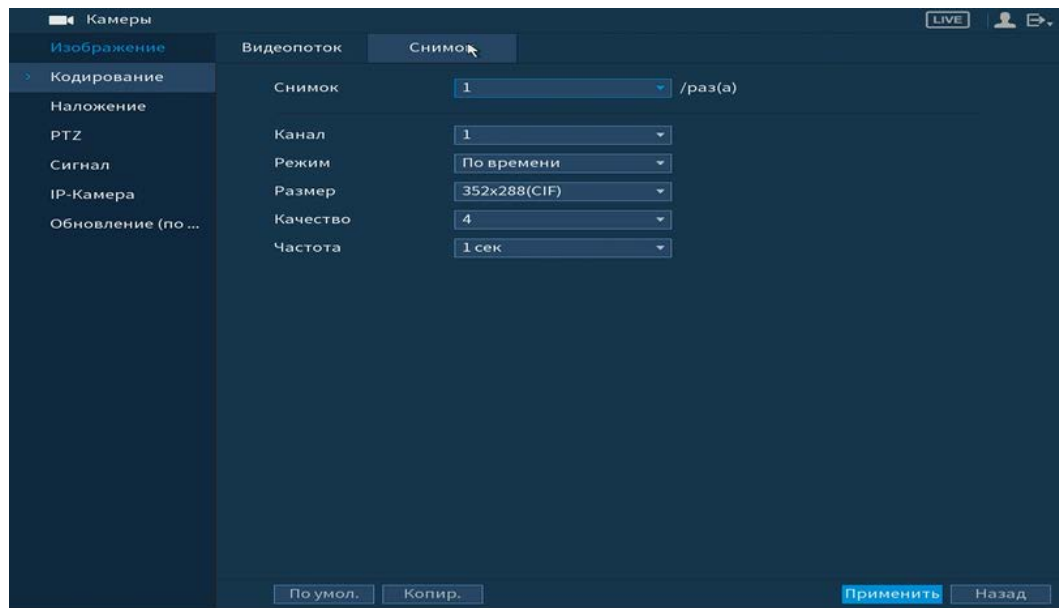 Камеры
LIVE
Изображение
Кодирование
Наложение
PTZ
Сигнал
IP-Камера
Обновление (по ...
Видеопоток
Снимок
Снимок 1 /раз(а)
Канал 1
Режим По времени
Размер 352x288(CIF)
Качество 4
Частота 1 сек
По умол. Копир. Применить Назад